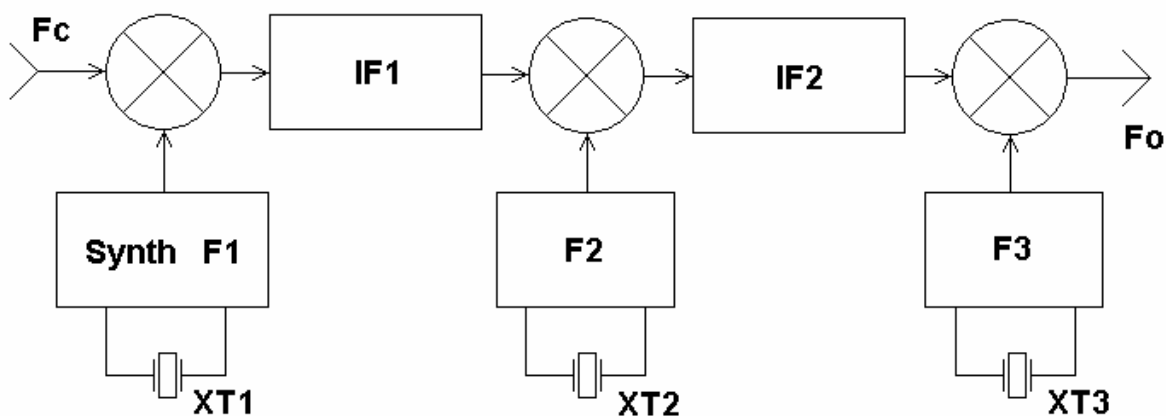 Fc
IF1
IF2
Fo
Synth F1
F2
F3
XT1
XT2
XT3